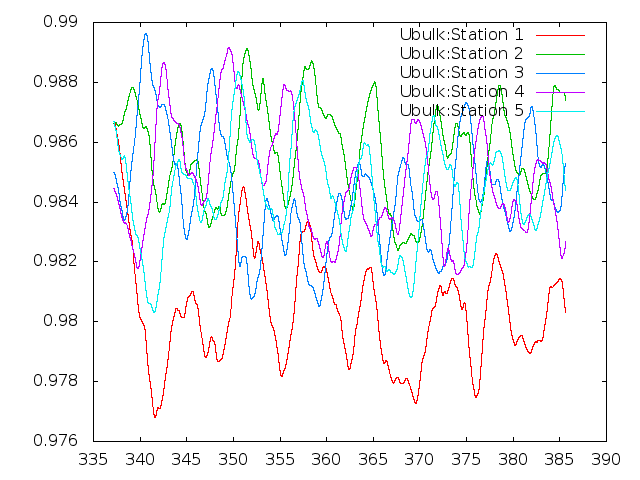 0.99
0.988
0.986
0.984
0.982
0.98
0.978
0.976
335 340 345 350 355 360 365 370 375 380 385 390
Ubulk:Station 1
Ubulk:Station 2
Ubulk:Station 3
Ubulk:Station 4
Ubulk:Station 5